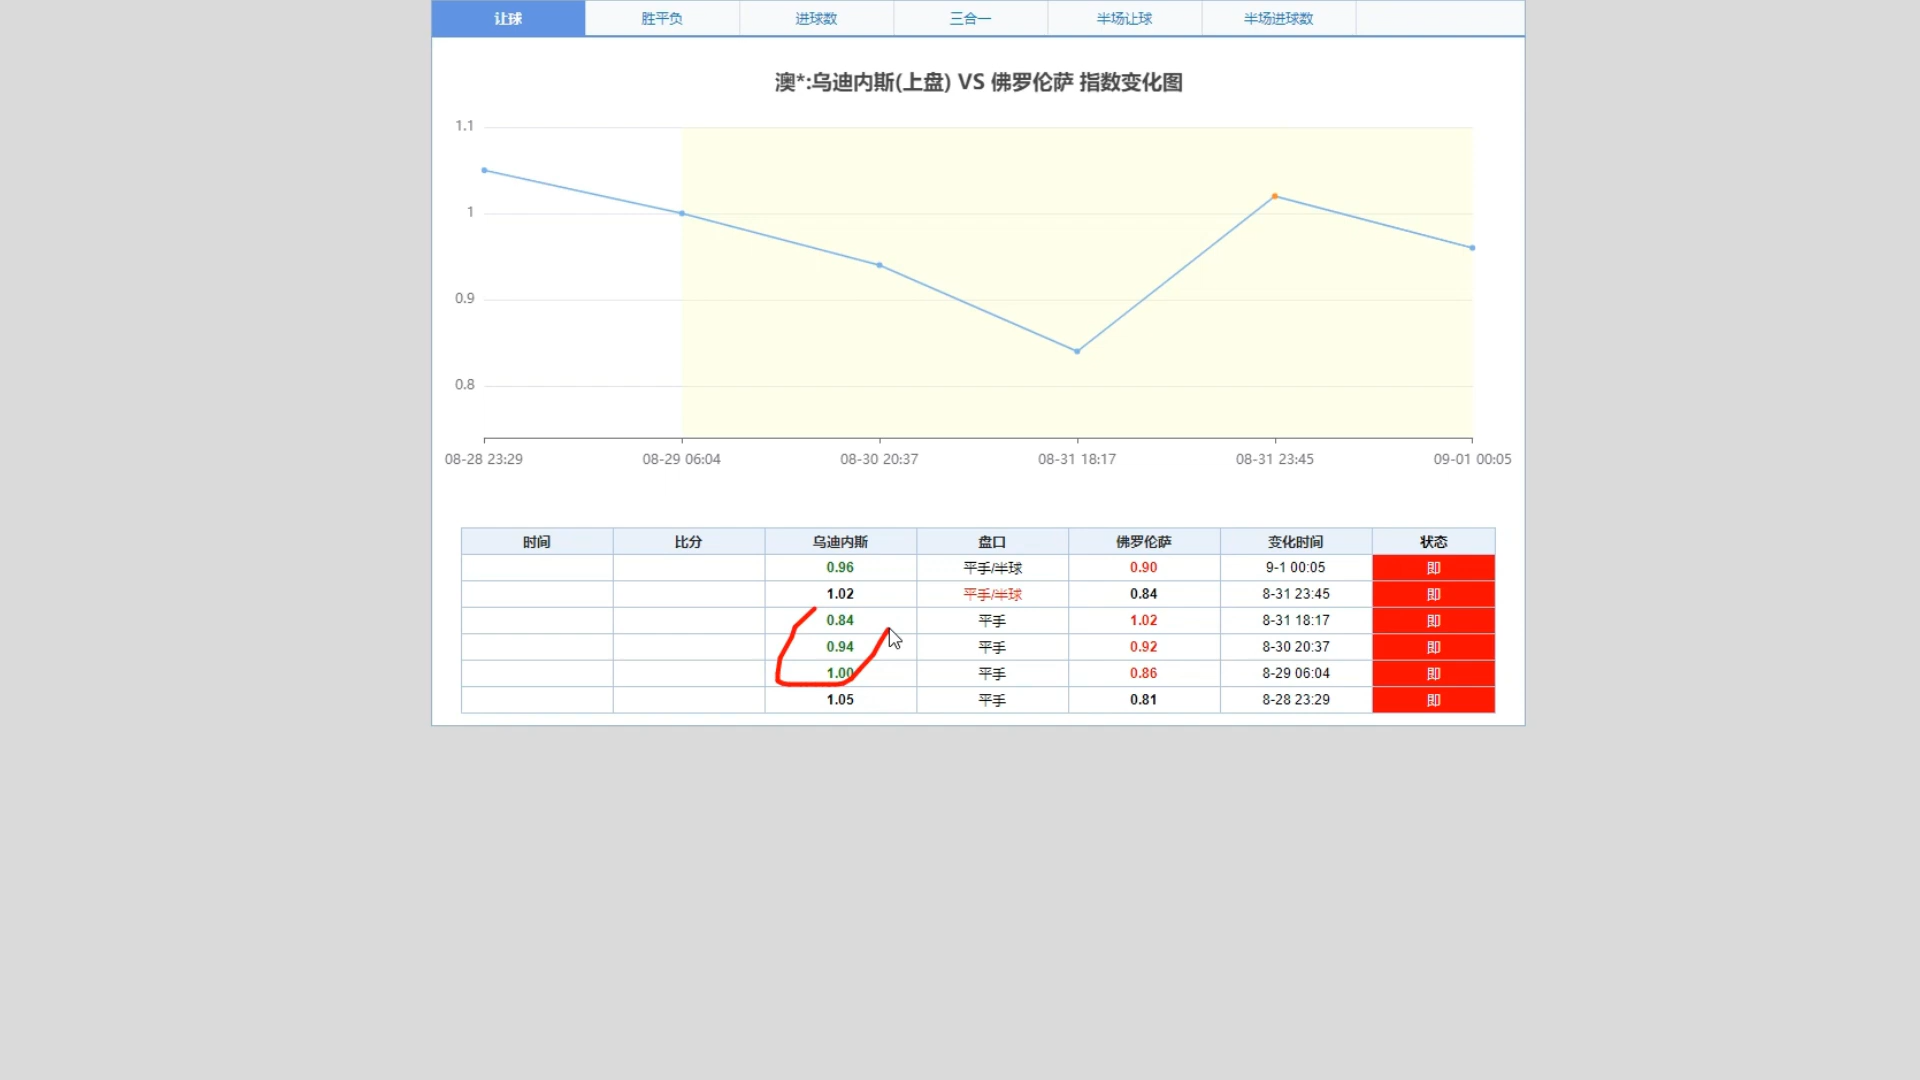 让球 胜平负 进球数 三合一 半场让球 半场进球数
澳*:乌迪内斯(上盘) VS 佛罗伦萨 指数变化图
1.1
1
0.9
0.8
08-28 23:29 08-29 06:04 08-30 20:37 08-31 18:17 08-31 23:45 09-01 00:05
时间 比分 乌迪内斯 盘口 佛罗伦萨 变化时间 状态
0.96 平手/半球 0.90 9-1 00:05 即
1.02 平手/半球 0.84 8-31 23:45 即
0.84 平手 1.02 8-31 18:17 即
0.94 平手 0.92 8-30 20:37 即
1.00 平手 0.86 8-29 06:04 即
1.05 平手 0.81 8-28 23:29 即